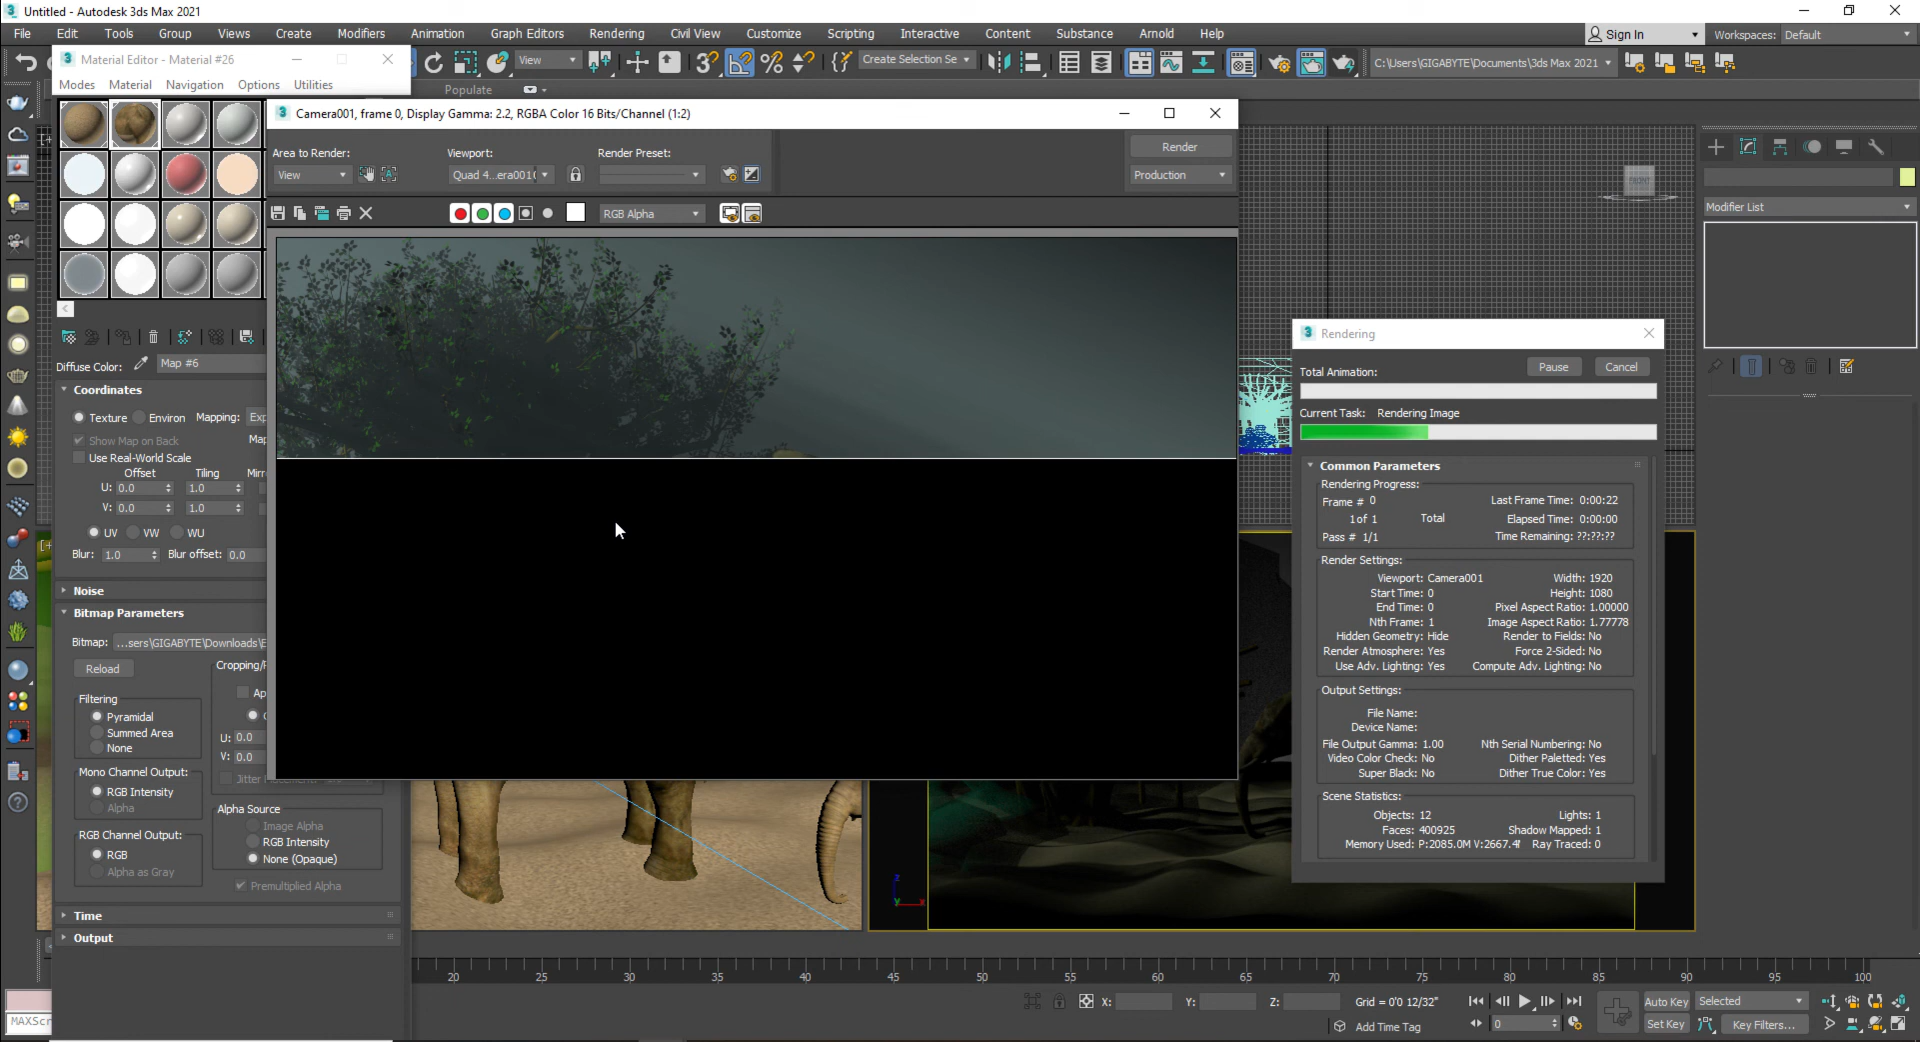 Untitled - Autodesk 3ds Max 2021
File Edit Tools Group Views Create Modifiers Animation Graph Editors Rendering Civil View Customize Scripting Interactive Content Substance Arnold Help
Sign In Workspaces: Default
Material Editor - Material #26
View Create Selection Se C:\Users\GIGABYTE\Documents\3ds Max 2021
Modes Material Navigation Options Utilities
Populate
Camera001, frame 0, Display Gamma: 2.2, RGBA Color 16 Bits/Channel (1:2)
Area to Render: Viewport: Render Preset: Render
View Quad 4...era001( Production
RGB Alpha
FRONT
Modifier List
Rendering
Total Animation: Pause Cancel
Current Task: Rendering Image
Diffuse Color: Map #6
Coordinates
Texture Environ Mapping: Exp
Show Map on Back Map
Use Real-World Scale
Offset Tiling Mirr
U: 0.0 1.0
V: 0.0 1.0
UV VW WU
Blur: 1.0 Blur offset: 0.0
Noise
Bitmap Parameters
Bitmap: ...sers\GIGABYTE\Downloads\E
Reload Cropping/P
Filtering Ap
Pyramidal
Summed Area
None
U: 0.0
V: 0.0
Mono Channel Output:
RGB Intensity
Alpha
RGB Channel Output:
RGB
Alpha as Gray
Alpha Source
Image Alpha
RGB Intensity
None (Opaque)
Premultiplied Alpha
Time
Output
Common Parameters
Rendering Progress:
Frame # 0 Last Frame Time: 0:00:22
1 of 1 Total Elapsed Time: 0:00:00
Pass # 1/1 Time Remaining: ??:??:??
Render Settings:
Viewport: Camera001 Width: 1920
Start Time: 0 Height: 1080
End Time: 0 Pixel Aspect Ratio: 1.00000
Nth Frame: 1 Image Aspect Ratio: 1.77778
Hidden Geometry: Hide Render to Fields: No
Render Atmosphere: Yes Force 2-Sided: No
Use Adv. Lighting: Yes Compute Adv. Lighting: No
Output Settings:
File Name:
Device Name:
File Output Gamma: 1.00 Nth Serial Numbering: No
Video Color Check: No Dither Paletted: Yes
Super Black: No Dither True Color: Yes
Scene Statistics:
Objects: 12 Lights: 1
Faces: 400925 Shadow Mapped: 1
Memory Used: P:2085.0M V:2667.4 Ray Traced: 0
z
y x
20 25 30 35 40 45 50 55 60 65 70 75 80 85 90 95 100
X: Y: Z: Grid = 0'0 12/32" Auto Key Selected
MAXScr Add Time Tag 0 Set Key Key Filters...